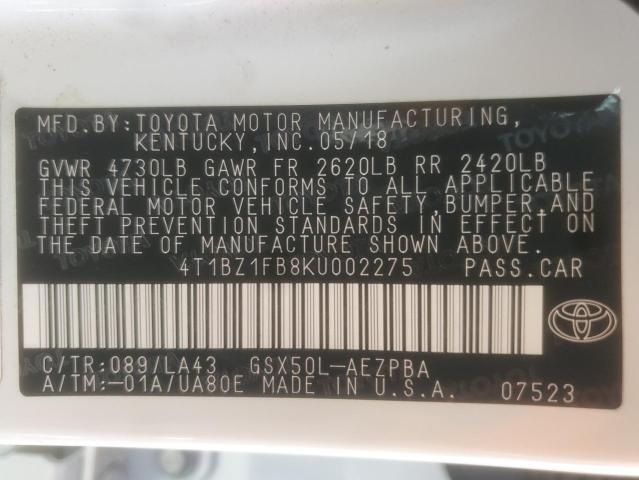 MFD. BY: TOYOTA MOTOR MANUFACTURING,
KENTUCKY, INC. 05/18
GVWR 4730LB GAWR FR 2620LB RR 2420LB
THIS VEHICLE CONFORMS TO ALL APPLICABLE
FEDERAL MOTOR VEHICLE SAFETY, BUMPER, AND
THEFT PREVENTION STANDARDS IN EFFECT ON
THE DATE OF MANUFACTURE SHOWN ABOVE.
4T1BZ1FB8KU002275 PASS.CAR
C/TR:089/LA43 GSX50L-AEZPBA
A/TM:-01A/UA80E MADE IN U.S.A. 07523